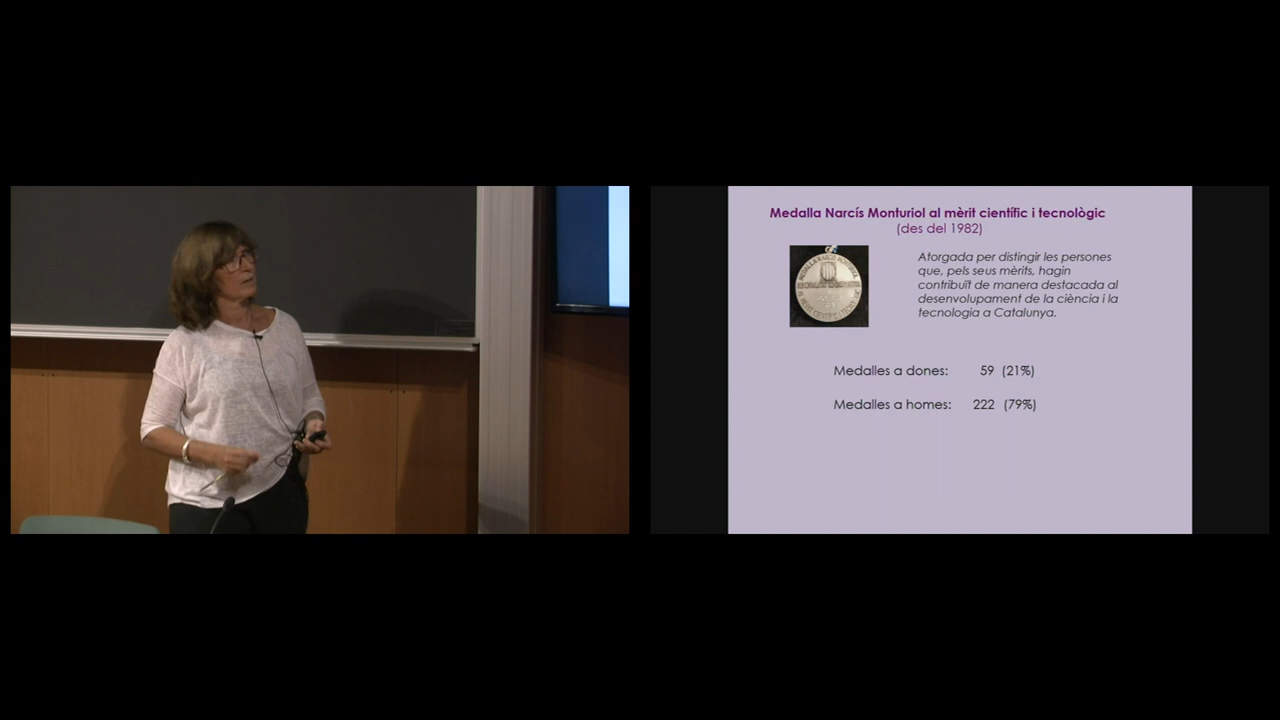 Medalla Narcís Monturiol al mèrit científic i tecnològic
(des del 1982)
Atorgada per distingir les persones
que, pels seus mèrits, hagin
contribuït de manera destacada al
desenvolupament de la ciència i la
tecnologia a Catalunya.
Medalles a dones: 59 (21%)
Medalles a homes: 222 (79%)